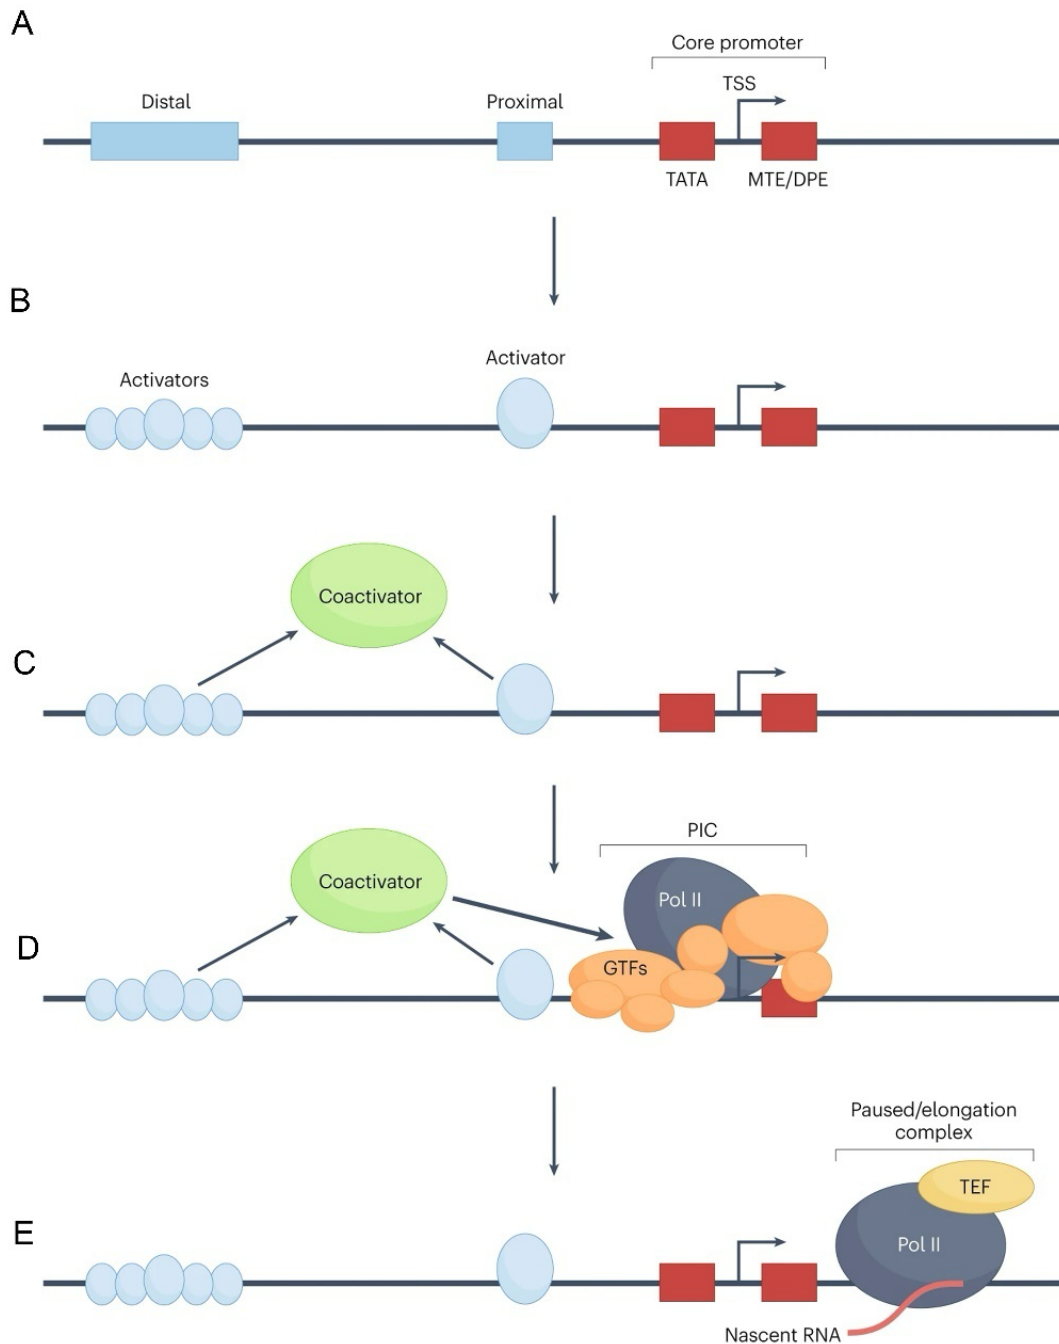 A
Core promoter
TSS
Distal
Proximal
TATA
MTE/DPE
B
Activators
Activator
C
Coactivator
D
Coactivator
PIC
Pol II
GTFs
E
Paused/elongation
complex
TEF
Pol II
Nascent RNA